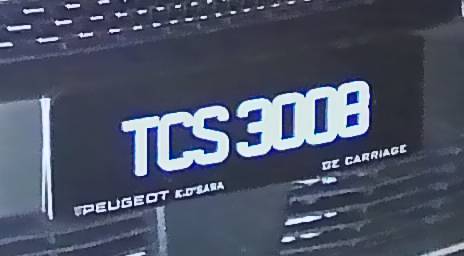 TCS 3008
PEUGEOT K.D'SARA DE CARRIAGE